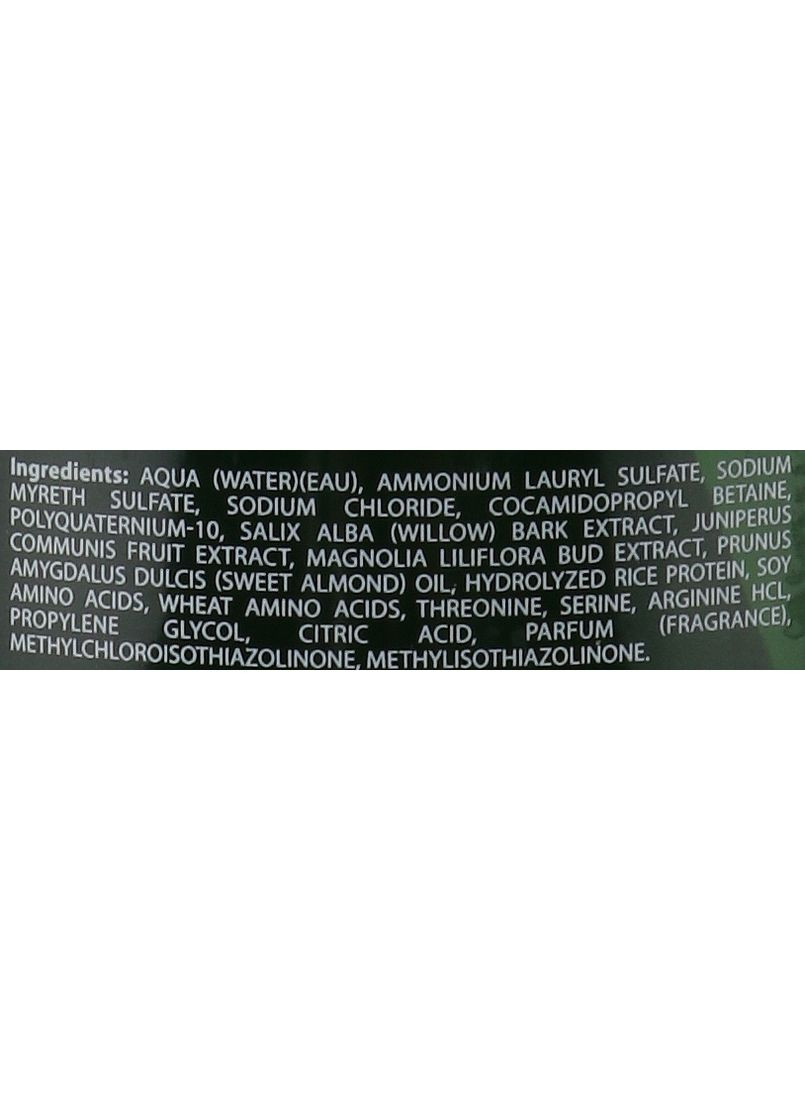 Ingredients: AQUA (WATER)(EAU), AMMONIUM LAURYL SULFATE, SODIUM
MYRETH SULFATE, SODIUM CHLORIDE, COCAMIDOPROPYL BETAINE,
POLYQUATERNIUM-10, SALIX ALBA (WILLOW) BARK EXTRACT, JUNIPERUS
COMMUNIS FRUIT EXTRACT, MAGNOLIA LILIFLORA BUD EXTRACT, PRUNUS
AMYGDALUS DULCIS (SWEET ALMOND) OIL, HYDROLYZED RICE PROTEIN, SOY
AMINO ACIDS, WHEAT AMINO ACIDS, THREONINE, SERINE, ARGININE HCL,
PROPYLENE GLYCOL, CITRIC ACID, PARFUM (FRAGRANCE),
METHYLCHLOROISOTHIAZOLINONE, METHYLISOTHIAZOLINONE.